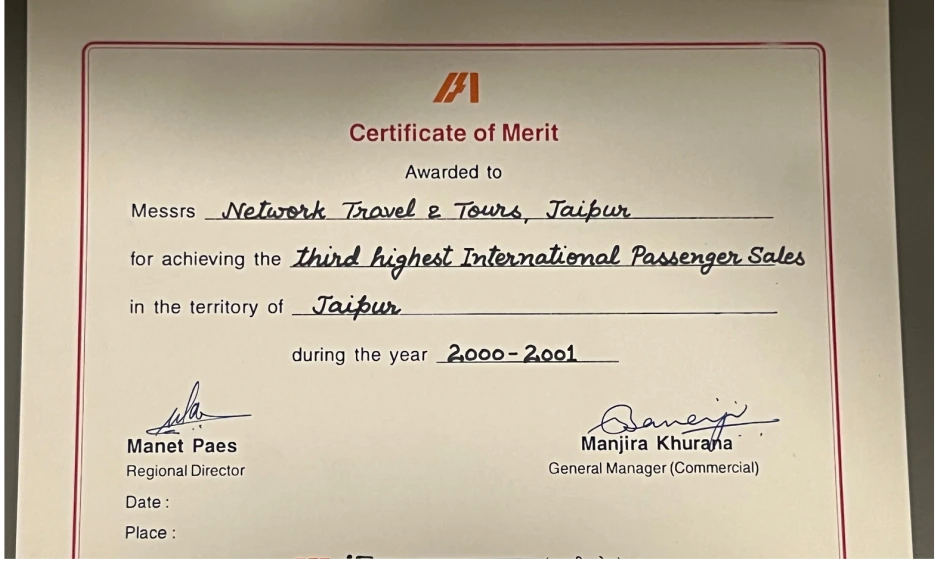 Certificate of Merit
Awarded to
Messrs Network Travel & Tours, Jaipur
for achieving the third highest International Passenger Sales
in the territory of Jaipur
during the year 2000-2001
Manet Paes
Regional Director
Date :
Place :
Banerji
Manjira Khurana
General Manager (Commercial)